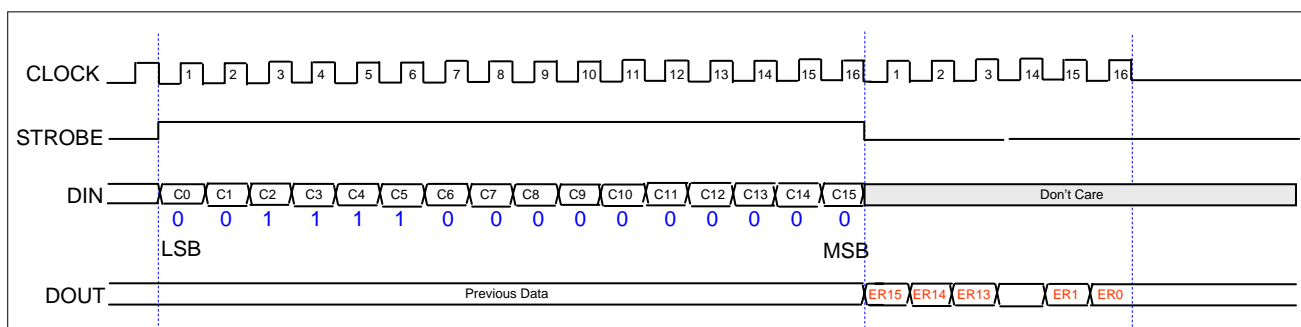 CLOCK 1 2 3 4 5 6 7 8 9 10 11 12 13 14 15 16 1 2 3 14 15 16
STROBE
DIN C0 C1 C2 C3 C4 C5 C6 C7 C8 C9 C10 C11 C12 C13 C14 C15 Don't Care
0 0 1 1 1 1 0 0 0 0 0 0 0 0 0 0
LSB MSB
DOUT Previous Data ER15 ER14 ER13 ER1 ER0